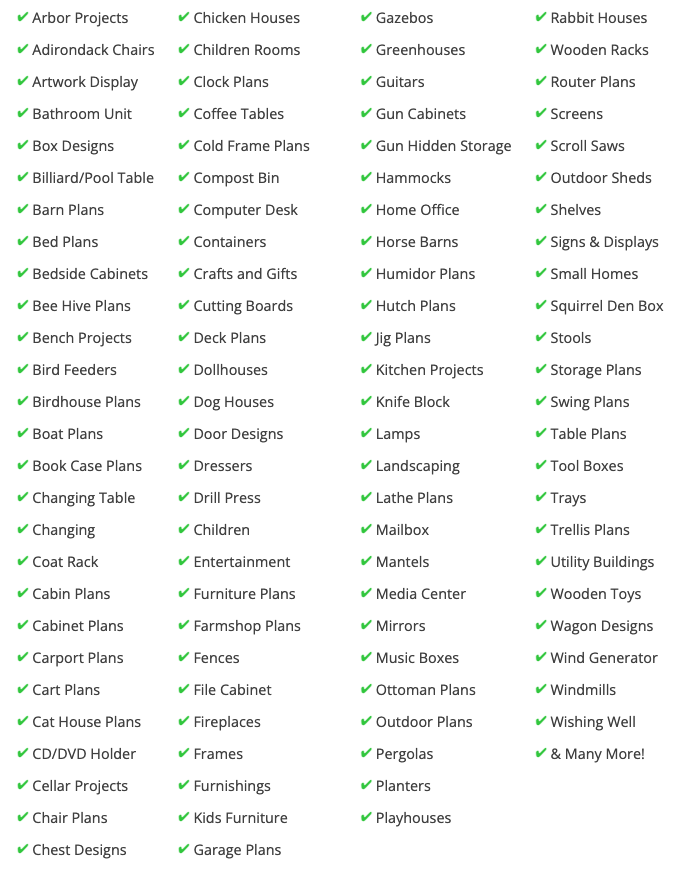 ✔ Arbor Projects
✔ Adirondack Chairs
✔ Artwork Display
✔ Bathroom Unit
✔ Box Designs
✔ Billiard/Pool Table
✔ Barn Plans
✔ Bed Plans
✔ Bedside Cabinets
✔ Bee Hive Plans
✔ Bench Projects
✔ Bird Feeders
✔ Birdhouse Plans
✔ Boat Plans
✔ Book Case Plans
✔ Changing Table
✔ Changing
✔ Coat Rack
✔ Cabin Plans
✔ Cabinet Plans
✔ Carport Plans
✔ Cart Plans
✔ Cat House Plans
✔ CD/DVD Holder
✔ Cellar Projects
✔ Chair Plans
✔ Chest Designs
✔ Chicken Houses
✔ Children Rooms
✔ Clock Plans
✔ Coffee Tables
✔ Cold Frame Plans
✔ Compost Bin
✔ Computer Desk
✔ Containers
✔ Crafts and Gifts
✔ Cutting Boards
✔ Deck Plans
✔ Dollhouses
✔ Dog Houses
✔ Door Designs
✔ Dressers
✔ Drill Press
✔ Children
✔ Entertainment
✔ Furniture Plans
✔ Farmshop Plans
✔ Fences
✔ File Cabinet
✔ Fireplaces
✔ Frames
✔ Furnishings
✔ Kids Furniture
✔ Garage Plans
✔ Gazebos
✔ Greenhouses
✔ Guitars
✔ Gun Cabinets
✔ Gun Hidden Storage
✔ Hammocks
✔ Home Office
✔ Horse Barns
✔ Humidor Plans
✔ Hutch Plans
✔ Jig Plans
✔ Kitchen Projects
✔ Knife Block
✔ Lamps
✔ Landscaping
✔ Lathe Plans
✔ Mailbox
✔ Mantels
✔ Media Center
✔ Mirrors
✔ Music Boxes
✔ Ottoman Plans
✔ Outdoor Plans
✔ Pergolas
✔ Planters
✔ Playhouses
✔ Rabbit Houses
✔ Wooden Racks
✔ Router Plans
✔ Screens
✔ Scroll Saws
✔ Outdoor Sheds
✔ Shelves
✔ Signs & Displays
✔ Small Homes
✔ Squirrel Den Box
✔ Stools
✔ Storage Plans
✔ Swing Plans
✔ Table Plans
✔ Tool Boxes
✔ Trays
✔ Trellis Plans
✔ Utility Buildings
✔ Wooden Toys
✔ Wagon Designs
✔ Wind Generator
✔ Windmills
✔ Wishing Well
✔ & Many More!